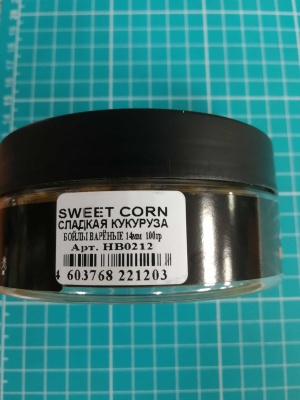 SWEET CORN
СЛАДКАЯ КУКУРУЗА
БОЙЛЫ ВАРЁНЫЕ 14мм 100гр
Арт. HB0212
4 603768 221203